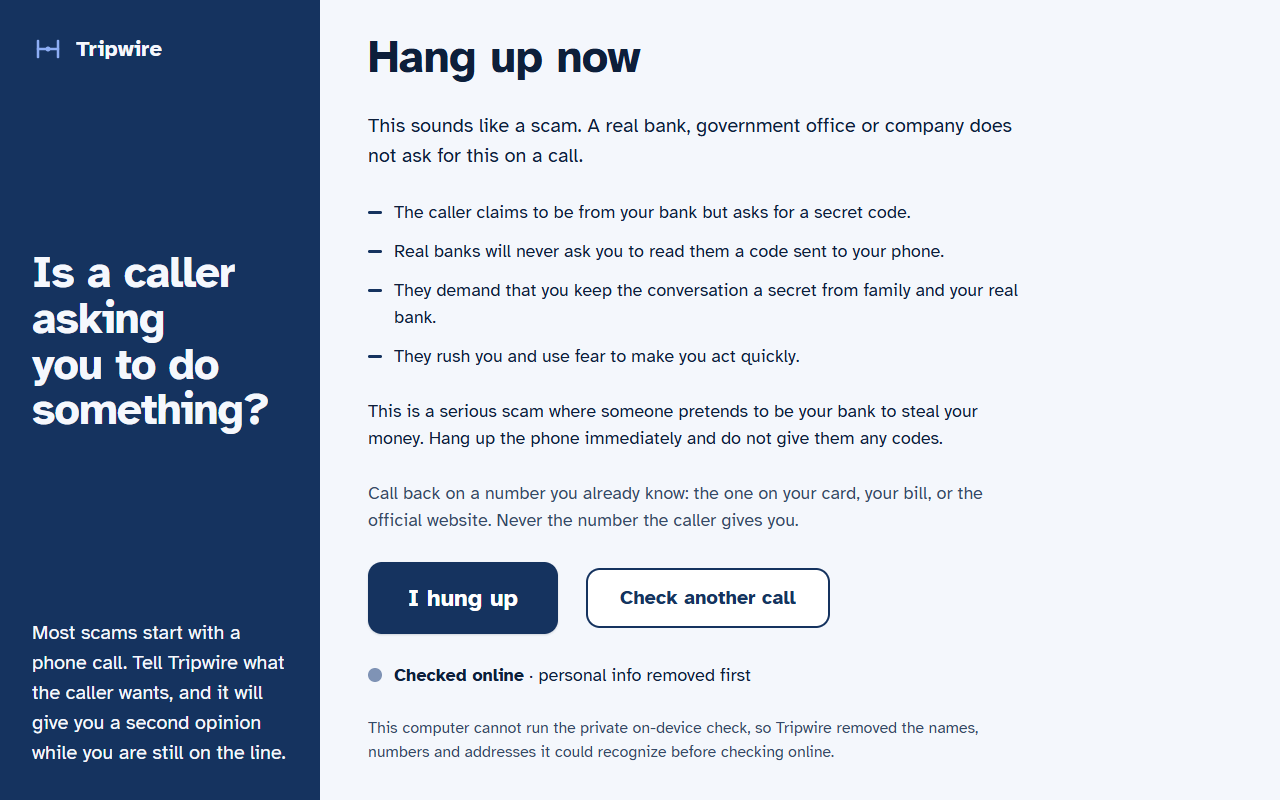 Tripwire
Is a caller
asking
you to do
something?
Most scams start with a
phone call. Tell Tripwire what
the caller wants, and it will
give you a second opinion
while you are still on the line.
Hang up now
This sounds like a scam. A real bank, government office or company does
not ask for this on a call.
The caller claims to be from your bank but asks for a secret code.
Real banks will never ask you to read them a code sent to your phone.
They demand that you keep the conversation a secret from family and your real
bank.
They rush you and use fear to make you act quickly.
This is a serious scam where someone pretends to be your bank to steal your
money. Hang up the phone immediately and do not give them any codes.
Call back on a number you already know: the one on your card, your bill, or the
official website. Never the number the caller gives you.
I hung up
Check another call
Checked online · personal info removed first
This computer cannot run the private on-device check, so Tripwire removed the names,
numbers and addresses it could recognize before checking online.